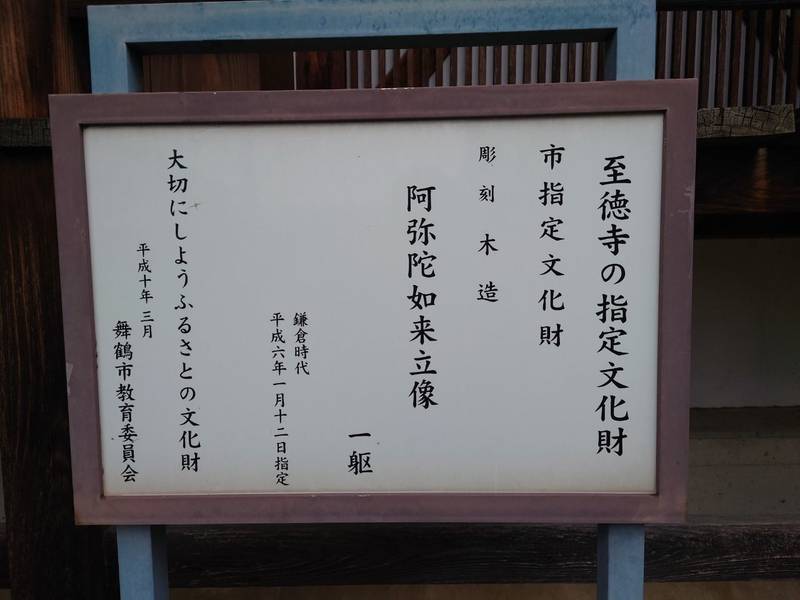 至徳寺の指定文化財
市指定文化財
彫刻 木造
阿弥陀如来立像
一躯
鎌倉時代
平成六年一月十二日指定
大切にしようふるさとの文化財
平成十年三月
舞鶴市教育委員会